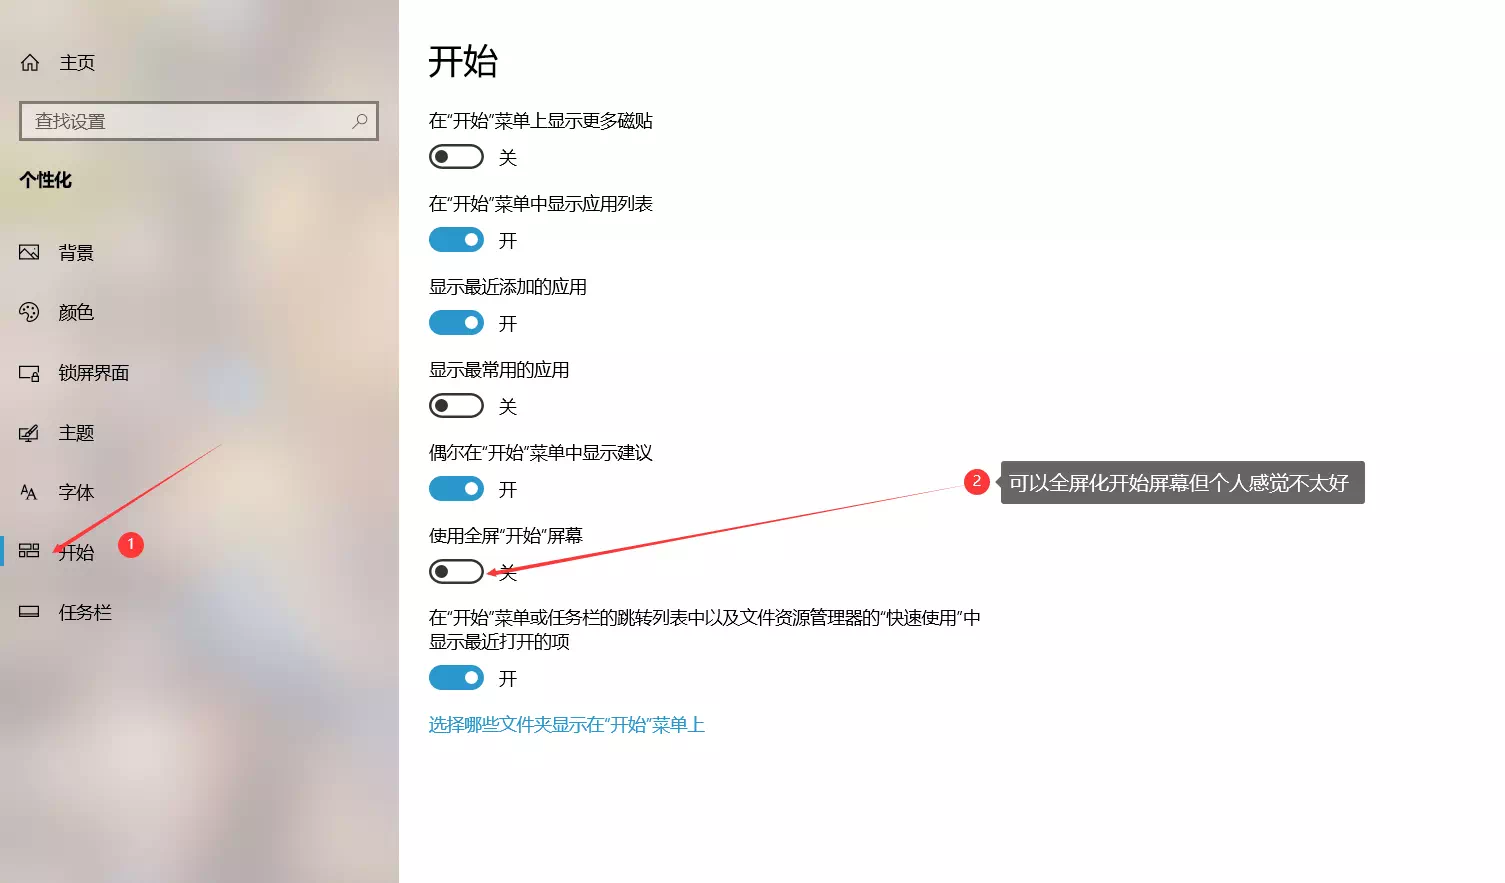 主页
查找设置
个性化
背景
颜色
锁屏界面
主题
字体
开始
1
任务栏
开始
在“开始”菜单上显示更多磁贴
关
在“开始”菜单中显示应用列表
开
显示最近添加的应用
开
显示最常用的应用
关
偶尔在“开始”菜单中显示建议
开
2
可以全屏化开始屏幕但个人感觉不太好
使用全屏“开始”屏幕
关
在“开始”菜单或任务栏的跳转列表中以及文件资源管理器的“快速使用”中
显示最近打开的项
开
选择哪些文件夹显示在“开始”菜单上